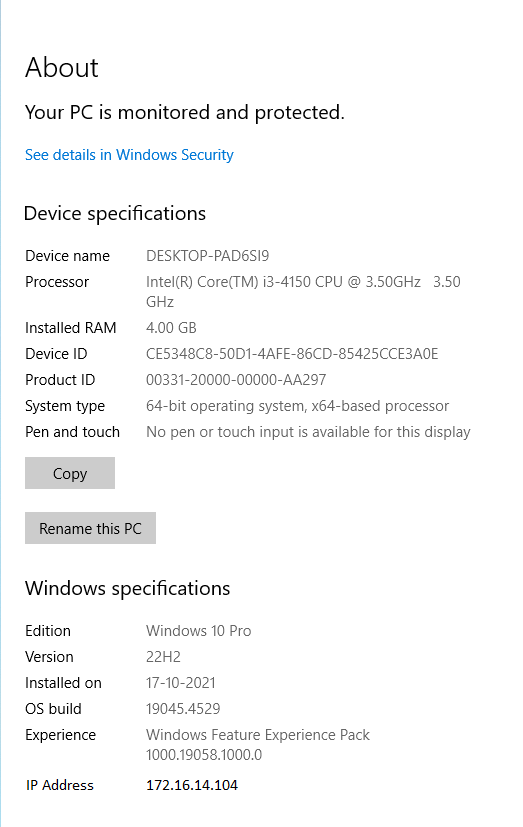 About
Your PC is monitored and protected.
See details in Windows Security
Device specifications
Device name DESKTOP-PAD6SI9
Processor Intel(R) Core(TM) i3-4150 CPU @ 3.50GHz 3.50
GHz
Installed RAM 4.00 GB
Device ID CE5348C8-50D1-4AFE-86CD-85425CCE3A0E
Product ID 00331-20000-00000-AA297
System type 64-bit operating system, x64-based processor
Pen and touch No pen or touch input is available for this display
Copy
Rename this PC
Windows specifications
Edition Windows 10 Pro
Version 22H2
Installed on 17-10-2021
OS build 19045.4529
Experience Windows Feature Experience Pack
1000.19058.1000.0
IP Address 172.16.14.104